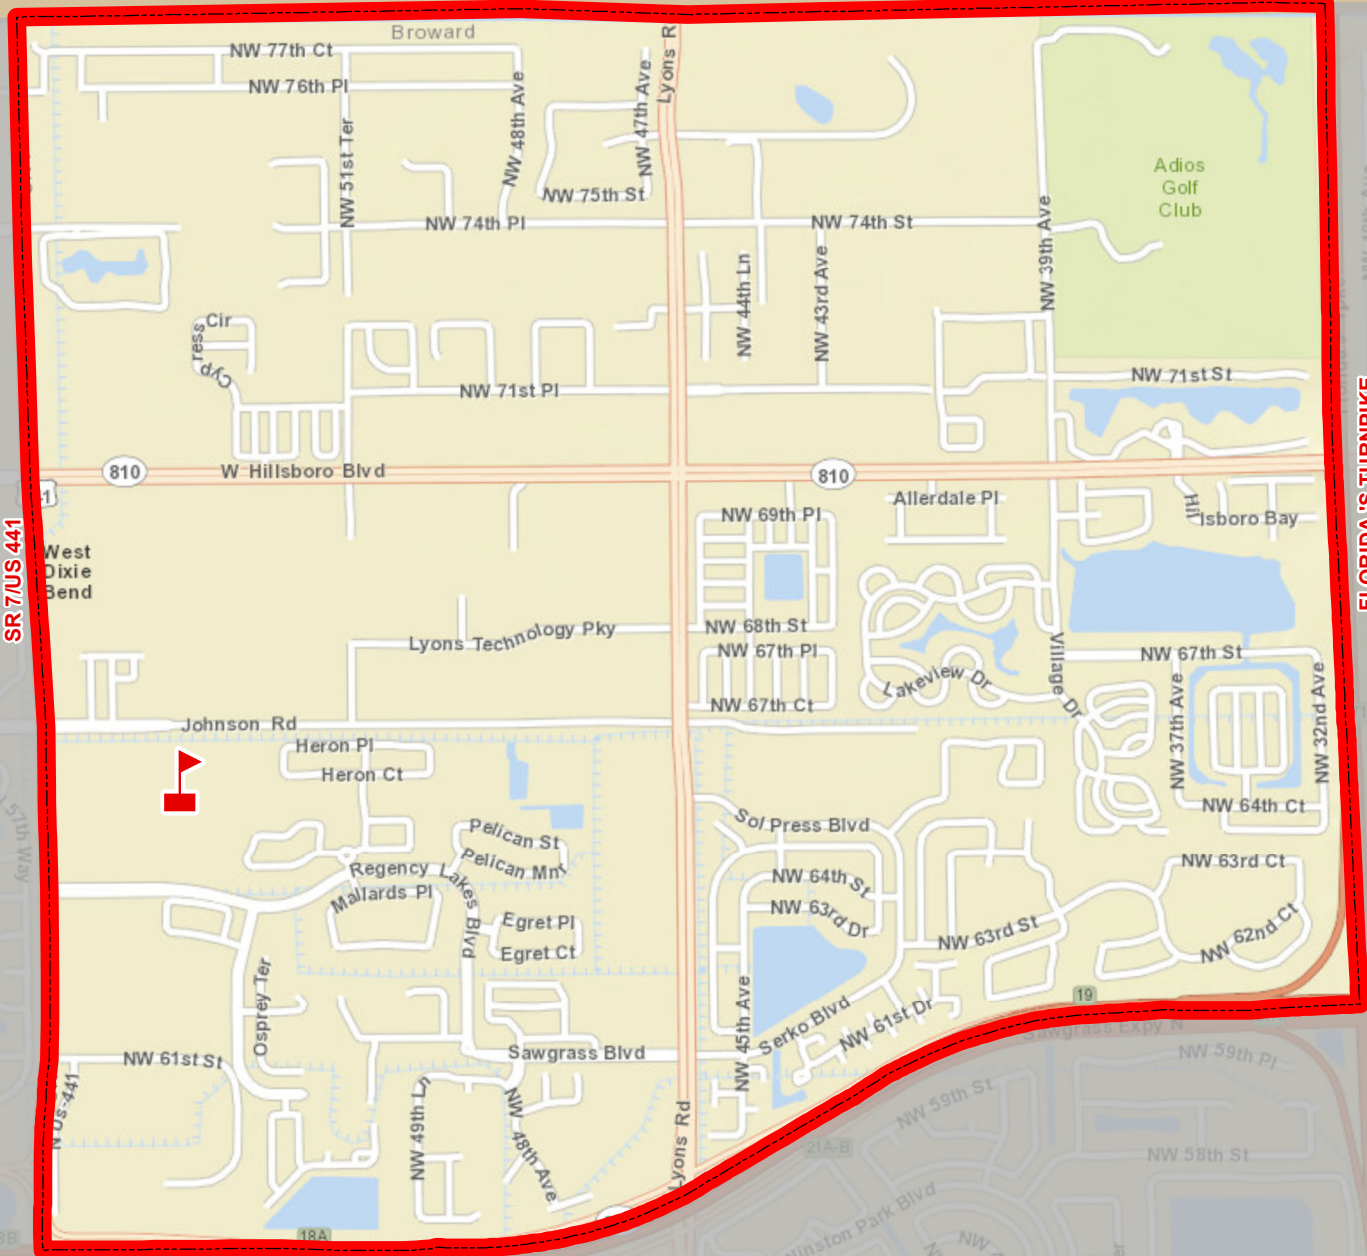 Broward
NW 77th Ct
NW 76th Pl
NW 51st Ter
NW 48th Ave
NW 47th Ave
Lyons R
NW 75th St
NW 74th Pl
NW 74th St
Adios
Golf
Club
NW 39th Ave
NW 44th Ln
NW 43rd Ave
Cypress Cir
NW 71st Pl
NW 71st St
810
W Hillsboro Blvd
810
Allerdale Pl
Hillsboro Bay
NW 69th Pl
SR 7/US 441
FLORIDA'S TURNPIKE
West
Dixie
Bend
Lyons Technology Pky
NW 68th St
NW 67th Pl
NW 67th Ct
Lakeview Dr
Village Dr
NW 67th St
NW 37th Ave
NW 32nd Ave
Johnson Rd
Heron Pl
Heron Ct
NW 64th Ct
Sol Press Blvd
Pelican St
Pelican Mnr
Regency Lakes Blvd
Mallards Pl
NW 64th St
NW 63rd Dr
NW 63rd Ct
Egret Pl
Egret Ct
NW 63rd St
NW 62nd Ct
Osprey Ter
NW 45th Ave
Serko Blvd
NW 61st Dr
19
Sawgrass Expy N
NW 61st St
Sawgrass Blvd
NW 59th Pl
N US-441
NW 49th Ln
NW 48th Ave
Lyons Rd
NW 59th St
21A-B
NW 58th St
57th Way
18A